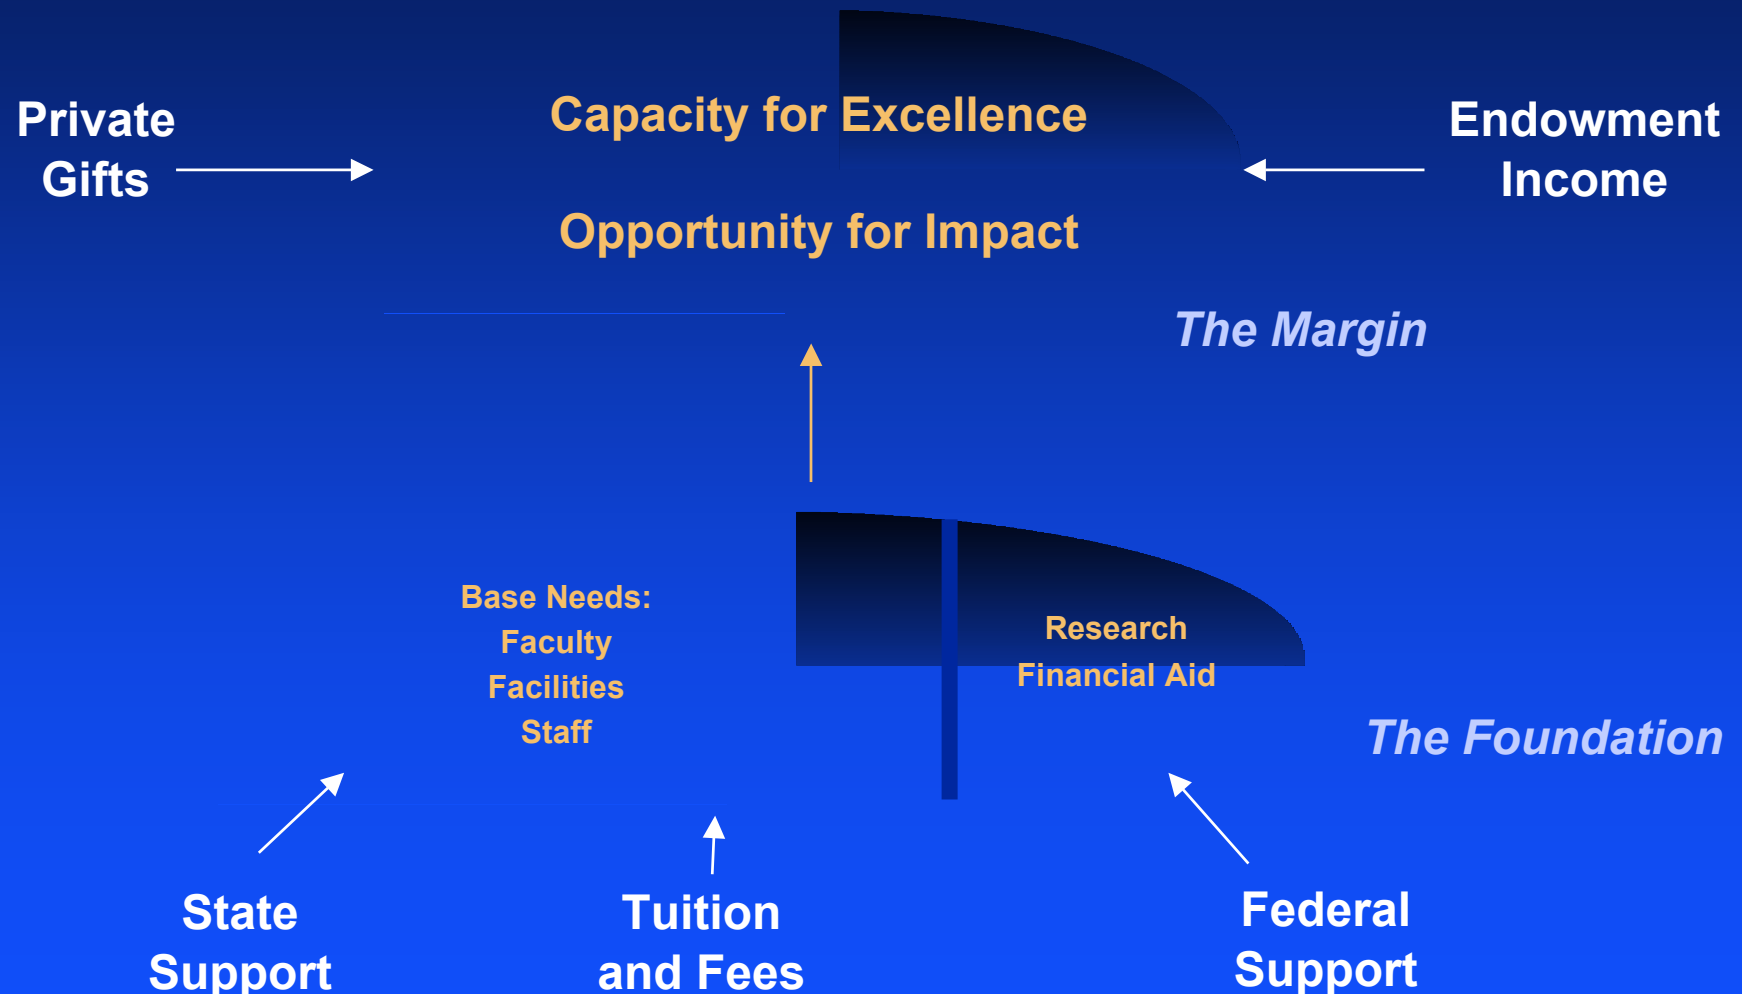 Private
Gifts
Capacity for Excellence
Opportunity for Impact
Endowment
Income
The Margin
Base Needs:
Faculty
Facilities
Staff
Research
Financial Aid
The Foundation
State
Support
Tuition
and Fees
Federal
Support